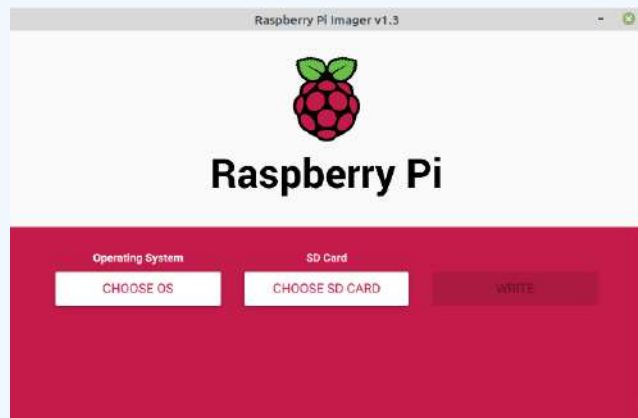 Raspberry Pi Imager v1.3
Raspberry Pi
Operating System
SD Card
CHOOSE OS
CHOOSE SD CARD
WRITE